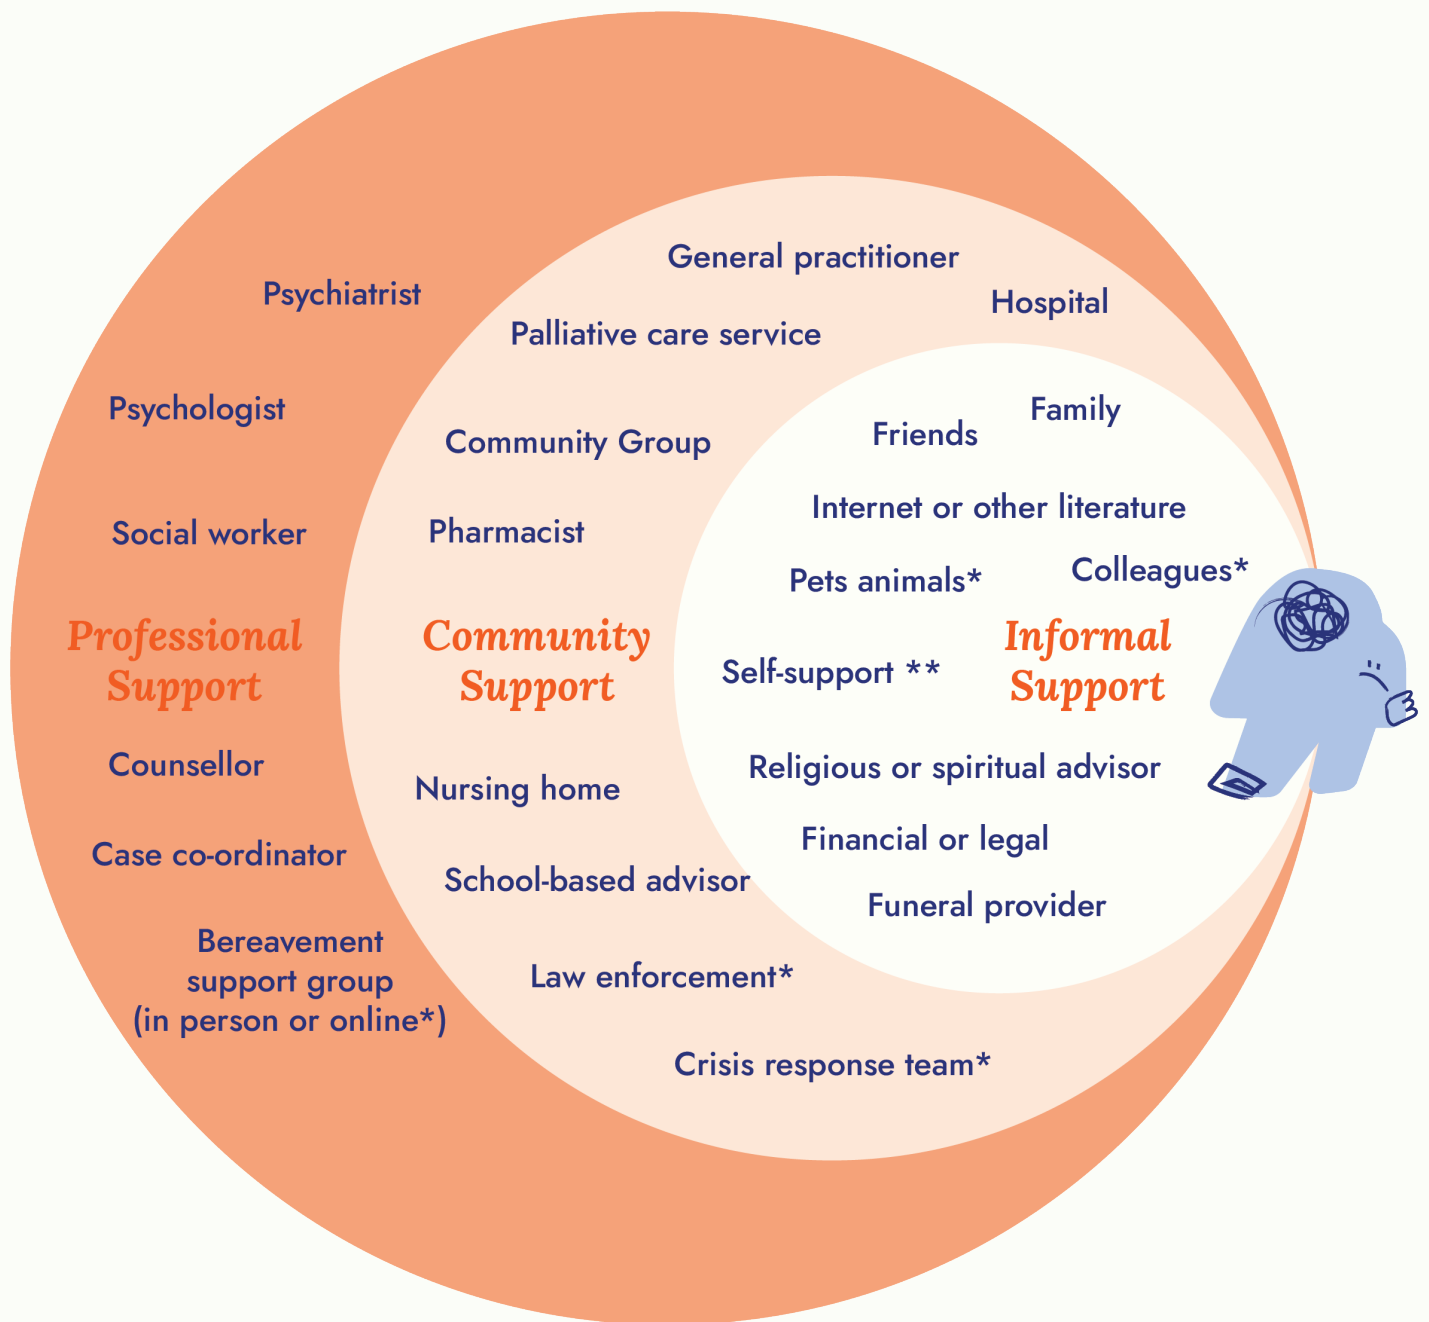 Psychiatrist
Psychologist
Social worker
Professional
Support
Counsellor
Case co-ordinator
Bereavement
support group
(in person or online*)
General practitioner
Hospital
Palliative care service
Community Group
Pharmacist
Community
Support
Nursing home
School-based advisor
Law enforcement*
Crisis response team*
Family
Friends
Internet or other literature
Colleagues*
Pets animals*
Self-support **
Informal
Support
Religious or spiritual advisor
Financial or legal
Funeral provider